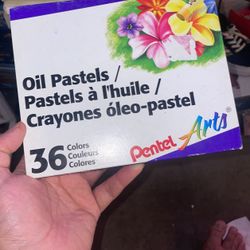 Oil Pastels /
Pastels à l'huile /
Crayones óleo-pastel
36 Colors
Couleurs
Colores
Pentel Arts